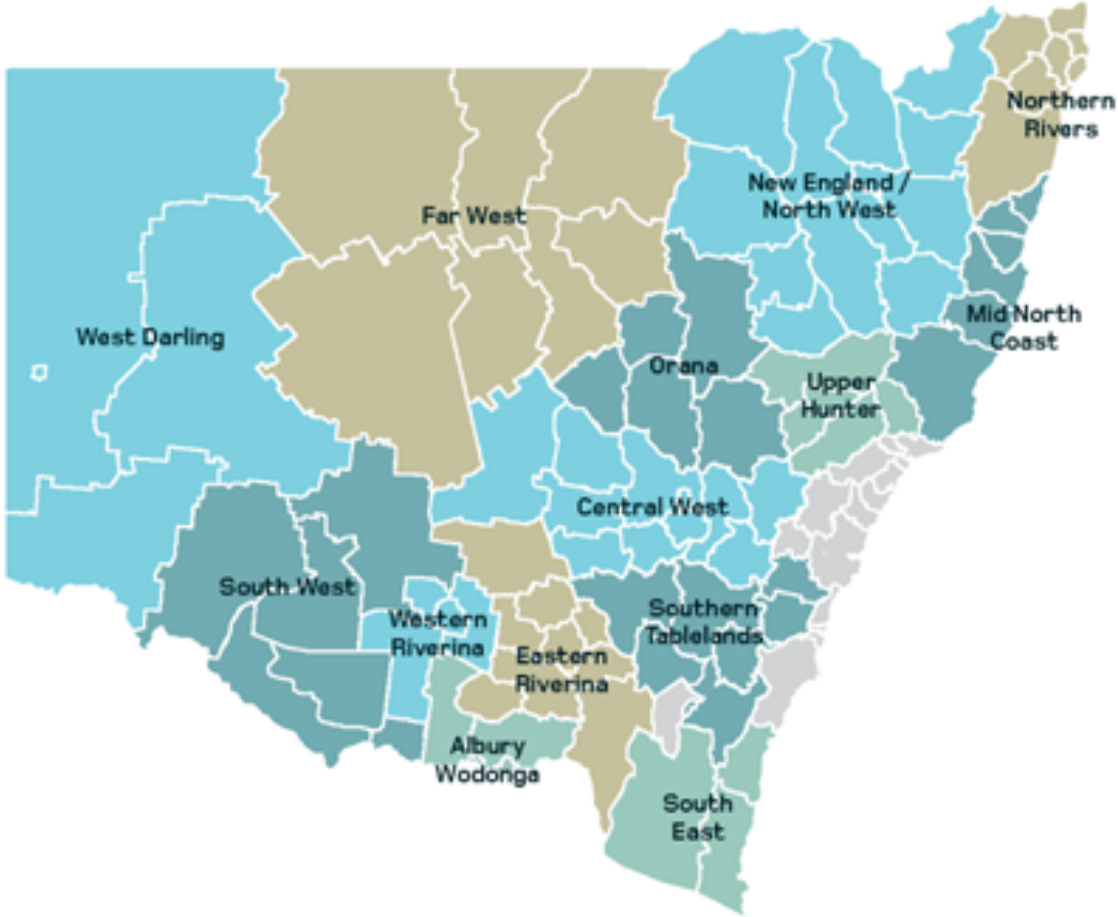 Northern
Rivers
New England /
North West
Far West
West Darling
Mid North
Coast
Orana
Upper
Hunter
Central West
South West
Western
Riverina
Southern
Tablelands
Eastern
Riverina
Albury
Wodonga
South
East